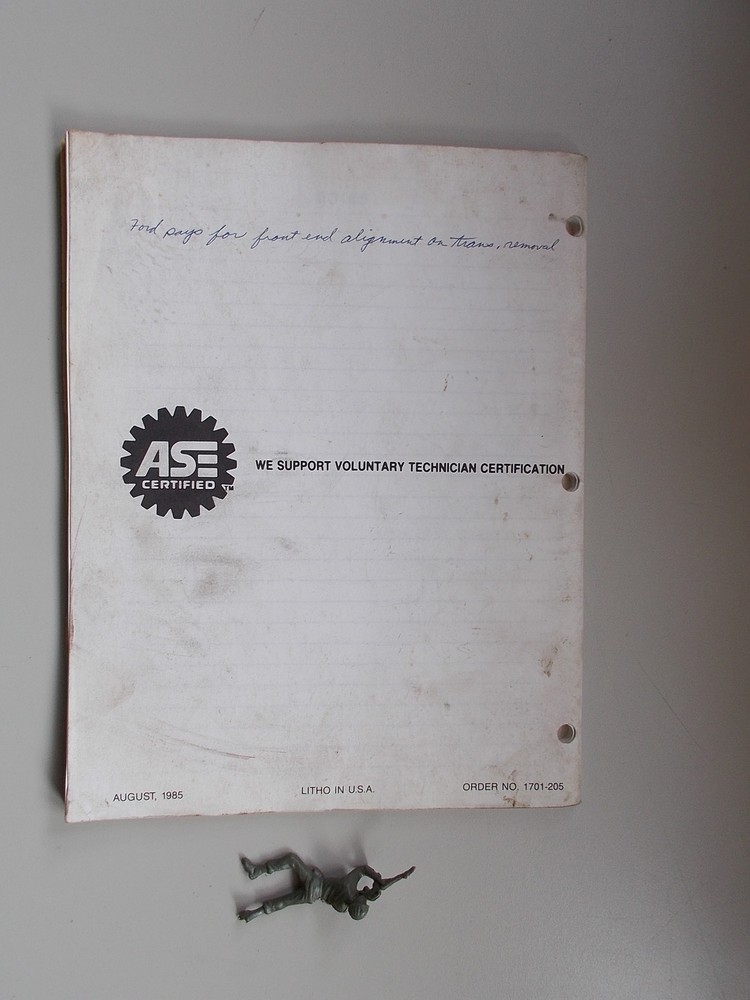 Ford pays for front end alignment on trans, removal
ASE
CERTIFIED TM
WE SUPPORT VOLUNTARY TECHNICIAN CERTIFICATION
AUGUST, 1985
LITHO IN U.S.A.
ORDER NO. 1701-205